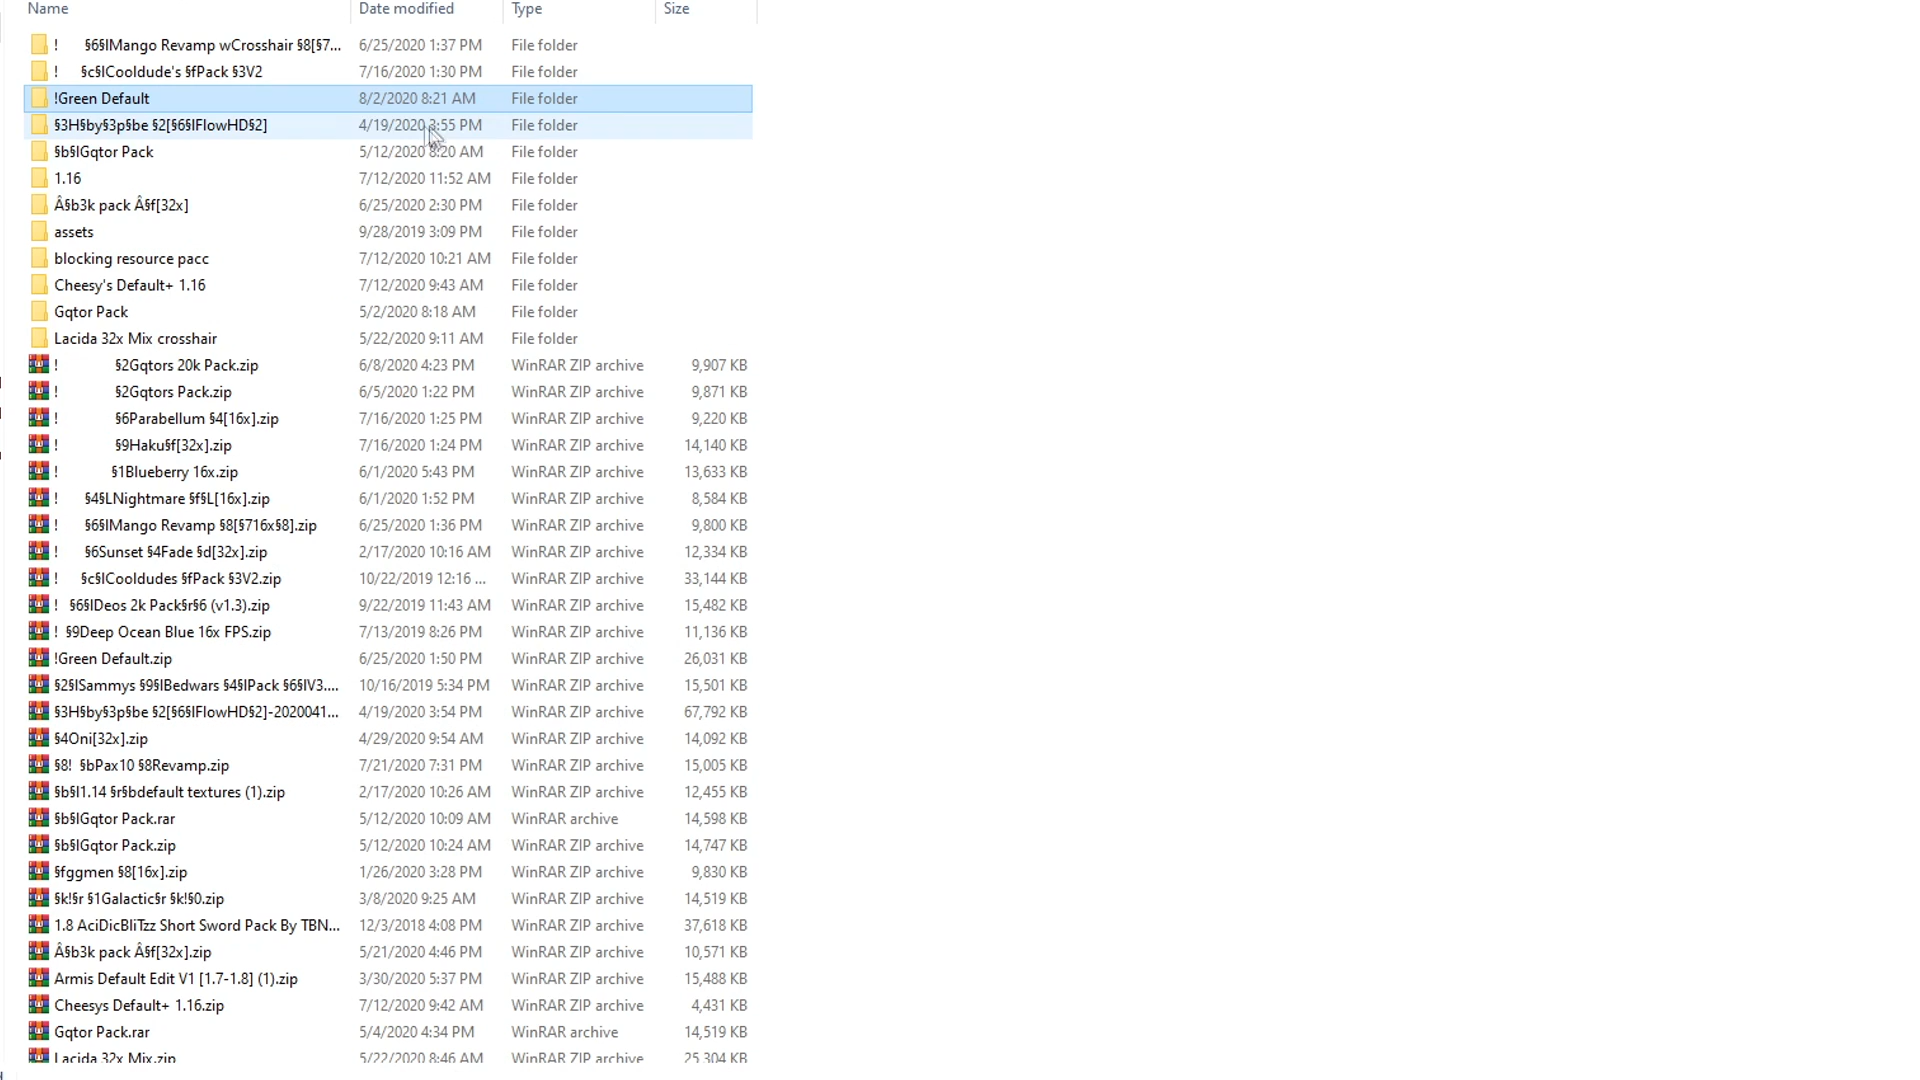 Name Date modified Type Size
! §6§lMango Revamp wCrosshair §8[§7... 6/25/2020 1:37 PM File folder
! §c§lCooldude's §fPack §3V2 7/16/2020 1:30 PM File folder
!Green Default 8/2/2020 8:21 AM File folder
§3H§by§3p§be §2[§6§lFlowHD§2] 4/19/2020 3:55 PM File folder
§b§lGqtor Pack 5/12/2020 8:20 AM File folder
1.16 7/12/2020 11:52 AM File folder
Â§b3k pack Â§f[32x] 6/25/2020 2:30 PM File folder
assets 9/28/2019 3:09 PM File folder
blocking resource pacc 7/12/2020 10:21 AM File folder
Cheesy's Default+ 1.16 7/12/2020 9:43 AM File folder
Gqtor Pack 5/2/2020 8:18 AM File folder
Lacida 32x Mix crosshair 5/22/2020 9:11 AM File folder
! §2Gqtors 20k Pack.zip 6/8/2020 4:23 PM WinRAR ZIP archive 9,907 KB
! §2Gqtors Pack.zip 6/5/2020 1:22 PM WinRAR ZIP archive 9,871 KB
! §6Parabellum §4[16x].zip 7/16/2020 1:25 PM WinRAR ZIP archive 9,220 KB
! §9Haku§f[32x].zip 7/16/2020 1:24 PM WinRAR ZIP archive 14,140 KB
! §1Blueberry 16x.zip 6/1/2020 5:43 PM WinRAR ZIP archive 13,633 KB
! §4§LNightmare §f§L[16x].zip 6/1/2020 1:52 PM WinRAR ZIP archive 8,584 KB
! §6§lMango Revamp §8[§716x§8].zip 6/25/2020 1:36 PM WinRAR ZIP archive 9,800 KB
! §6Sunset §4Fade §d[32x].zip 2/17/2020 10:16 AM WinRAR ZIP archive 12,334 KB
! §c§lCooldudes §fPack §3V2.zip 10/22/2019 12:16 ... WinRAR ZIP archive 33,144 KB
! §6§lDeos 2k Pack§r§6 (v1.3).zip 9/22/2019 11:43 AM WinRAR ZIP archive 15,482 KB
! §9Deep Ocean Blue 16x FPS.zip 7/13/2019 8:26 PM WinRAR ZIP archive 11,136 KB
!Green Default.zip 6/25/2020 1:50 PM WinRAR ZIP archive 26,031 KB
§2§lSammys §9§lBedwars §4§lPack §6§lV3.... 10/16/2019 5:34 PM WinRAR ZIP archive 15,501 KB
§3H§by§3p§be §2[§6§lFlowHD§2]-2020041... 4/19/2020 3:54 PM WinRAR ZIP archive 67,792 KB
§4Oni[32x].zip 4/29/2020 9:54 AM WinRAR ZIP archive 14,092 KB
§8! §bPax10 §8Revamp.zip 7/21/2020 7:31 PM WinRAR ZIP archive 15,005 KB
§b§l1.14 §r§bdefault textures (1).zip 2/17/2020 10:26 AM WinRAR ZIP archive 12,455 KB
§b§lGqtor Pack.rar 5/12/2020 10:09 AM WinRAR archive 14,598 KB
§b§lGqtor Pack.zip 5/12/2020 10:24 AM WinRAR ZIP archive 14,747 KB
§fggmen §8[16x].zip 1/26/2020 3:28 PM WinRAR ZIP archive 9,830 KB
§k!§r §1Galactic§r §k!§0.zip 3/8/2020 9:25 AM WinRAR ZIP archive 14,519 KB
1.8 AciDicBliTzz Short Sword Pack By TBN... 12/3/2018 4:08 PM WinRAR ZIP archive 37,618 KB
Â§b3k pack Â§f[32x].zip 5/21/2020 4:46 PM WinRAR ZIP archive 10,571 KB
Armis Default Edit V1 [1.7-1.8] (1).zip 3/30/2020 5:37 PM WinRAR ZIP archive 15,488 KB
Cheesys Default+ 1.16.zip 7/12/2020 9:42 AM WinRAR ZIP archive 4,431 KB
Gqtor Pack.rar 5/4/2020 4:34 PM WinRAR archive 14,519 KB
Lacida 32x Mix.zip 5/22/2020 8:46 AM WinRAR ZIP archive 25,304 KB